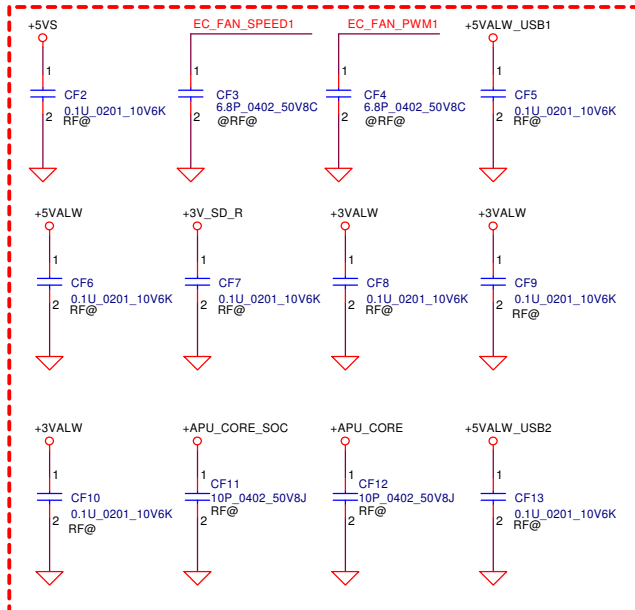 +5VS
EC_FAN_SPEED1
EC_FAN_PWM1
+5VALW_USB1
1
CF2
0.1U_0201_10V6K
2
RF@
1
CF3
6.8P_0402_50V8C
2
@RF@
1
CF4
6.8P_0402_50V8C
2
@RF@
1
CF5
0.1U_0201_10V6K
2
RF@
+5VALW
+3V_SD_R
+3VALW
+3VALW
1
CF6
0.1U_0201_10V6K
2
RF@
1
CF7
0.1U_0201_10V6K
2
RF@
1
CF8
0.1U_0201_10V6K
2
RF@
1
CF9
0.1U_0201_10V6K
2
RF@
+3VALW
+APU_CORE_SOC
+APU_CORE
+5VALW_USB2
1
CF10
0.1U_0201_10V6K
2
RF@
1
CF11
10P_0402_50V8J
2
RF@
1
CF12
10P_0402_50V8J
2
RF@
1
CF13
0.1U_0201_10V6K
2
RF@